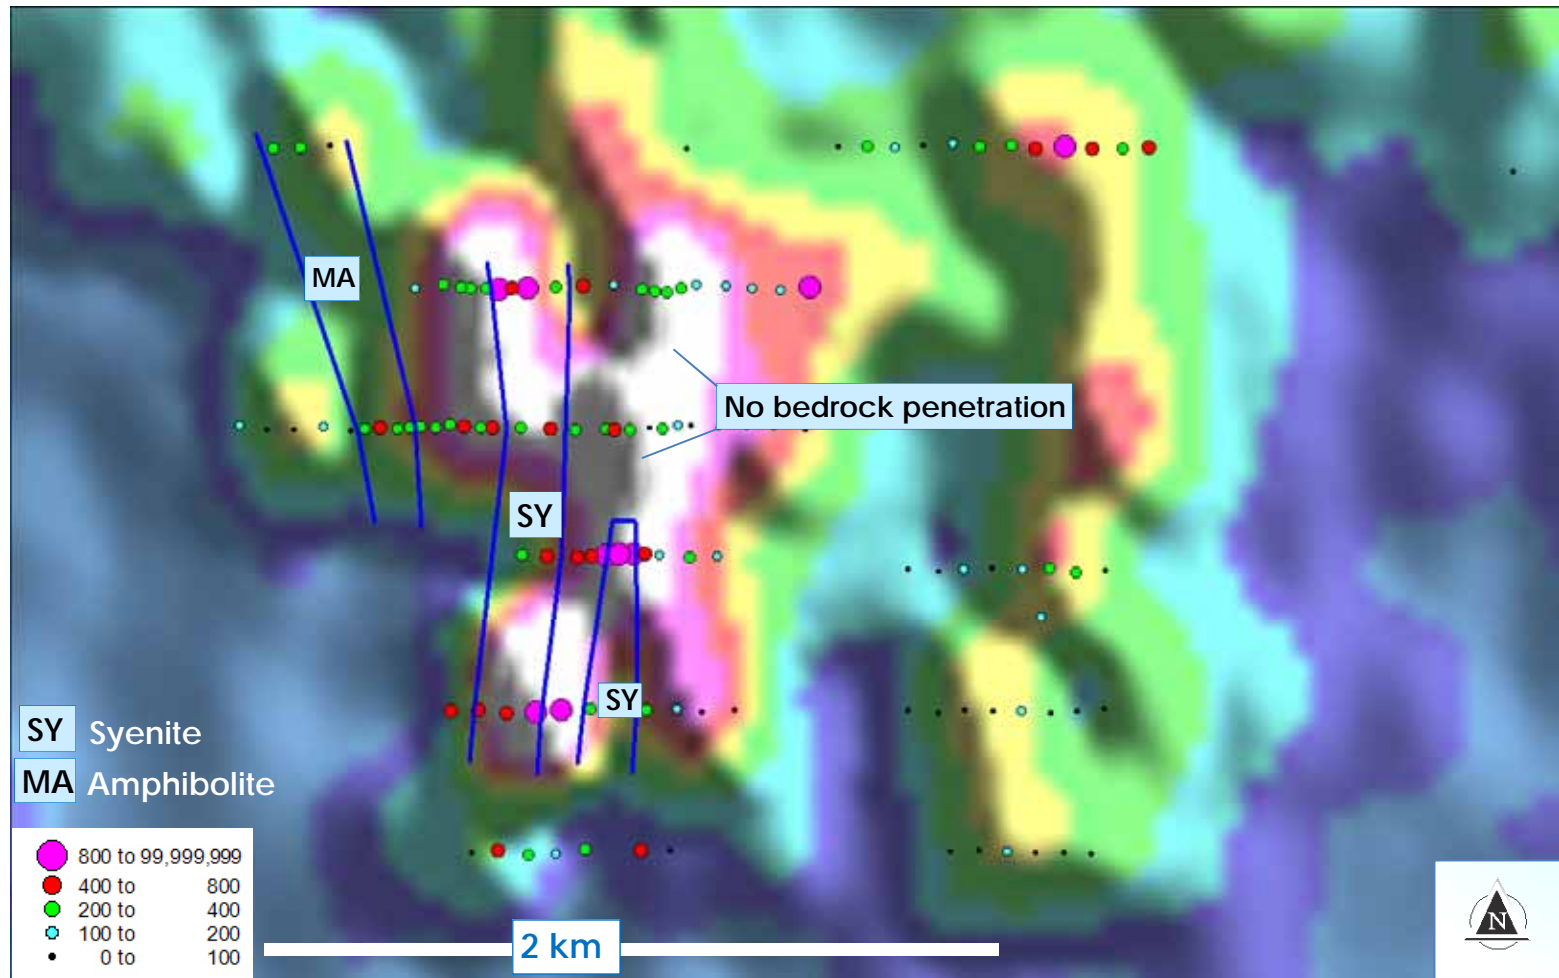 MA
No bedrock penetration
SY
SY
SY Syenite
MA Amphibolite
800 to 99,999,999
400 to 800
200 to 400
100 to 200
0 to 100
2 km
N